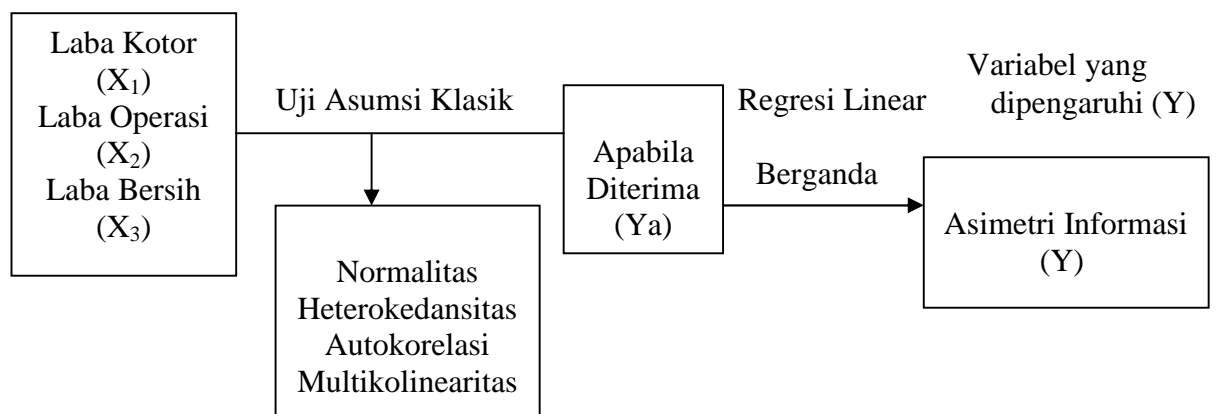 Laba Kotor
(X₁)
Laba Operasi
(X₂)
Laba Bersih
(X₃)
Uji Asumsi Klasik
Normalitas
Heterokedansitas
Autokorelasi
Multikolinearitas
Apabila
Diterima
(Ya)
Regresi Linear
Berganda
Variabel yang
dipengaruhi (Y)
Asimetri Informasi
(Y)